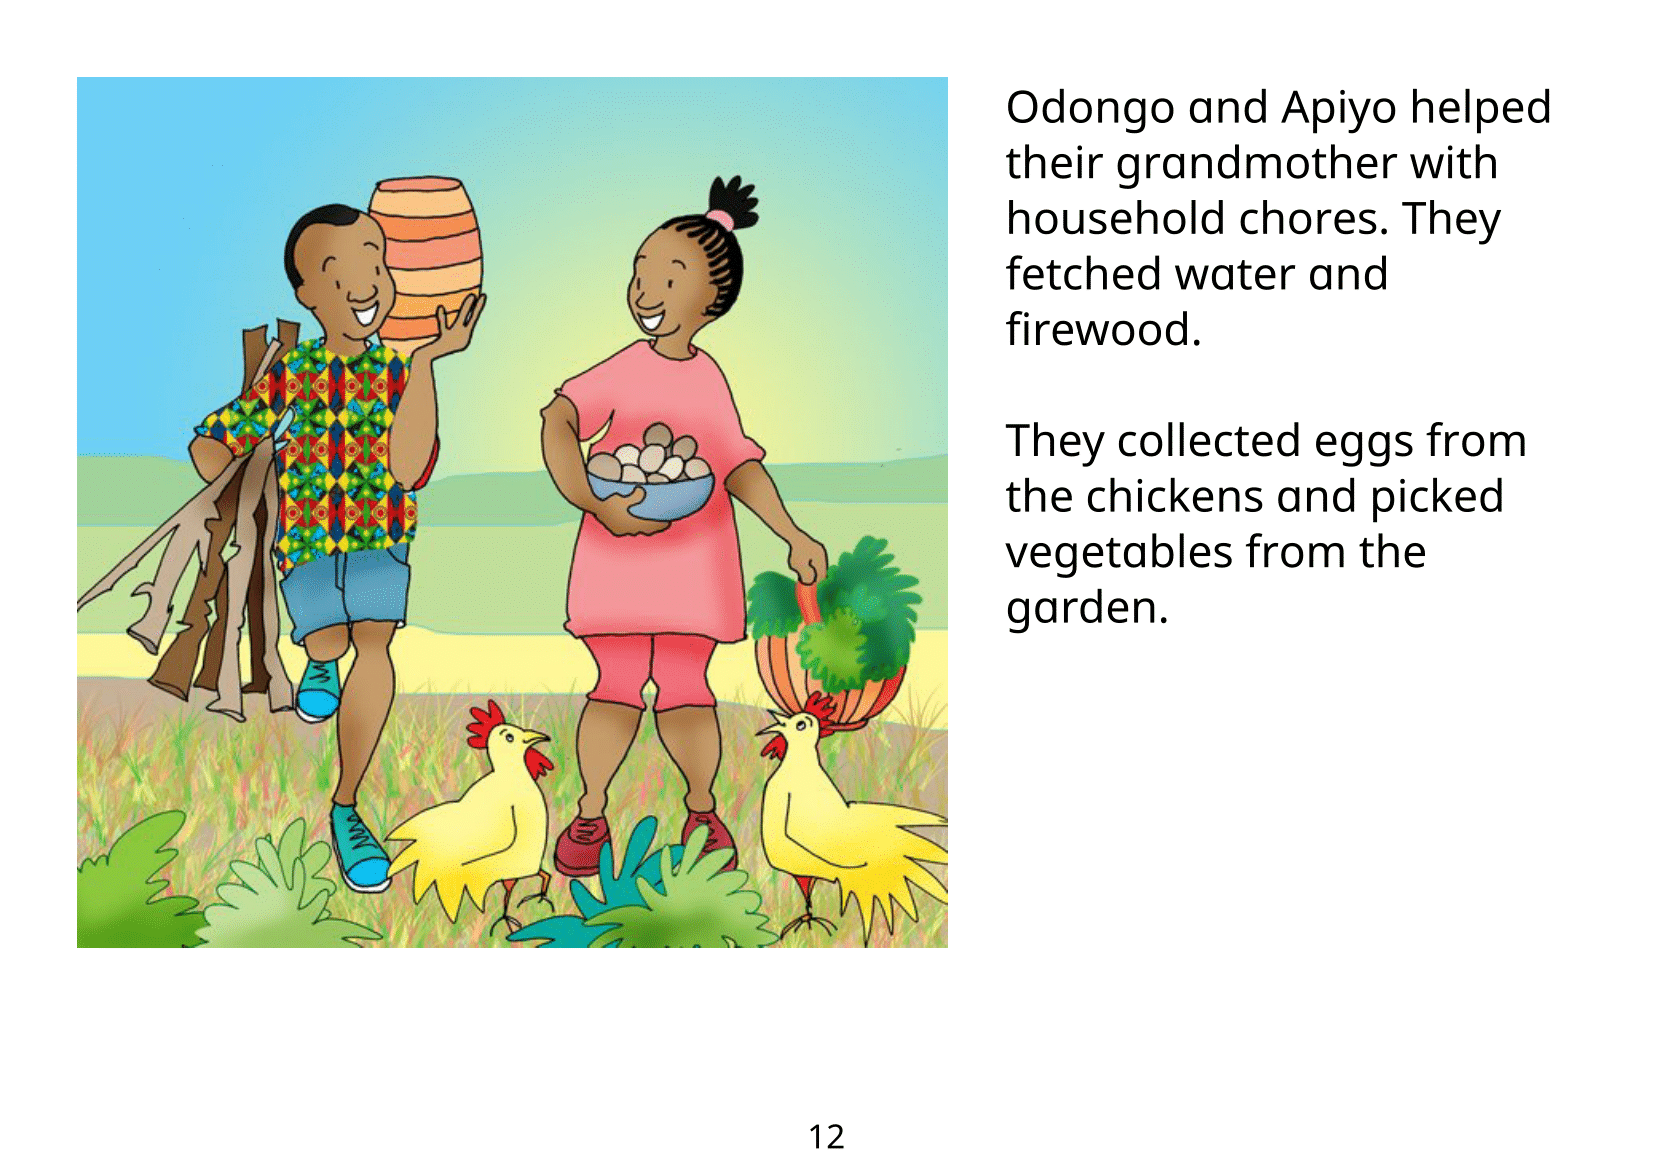 Odongo and Apiyo helped
their grandmother with
household chores. They
fetched water and
firewood.
They collected eggs from
the chickens and picked
vegetables from the
garden.
12